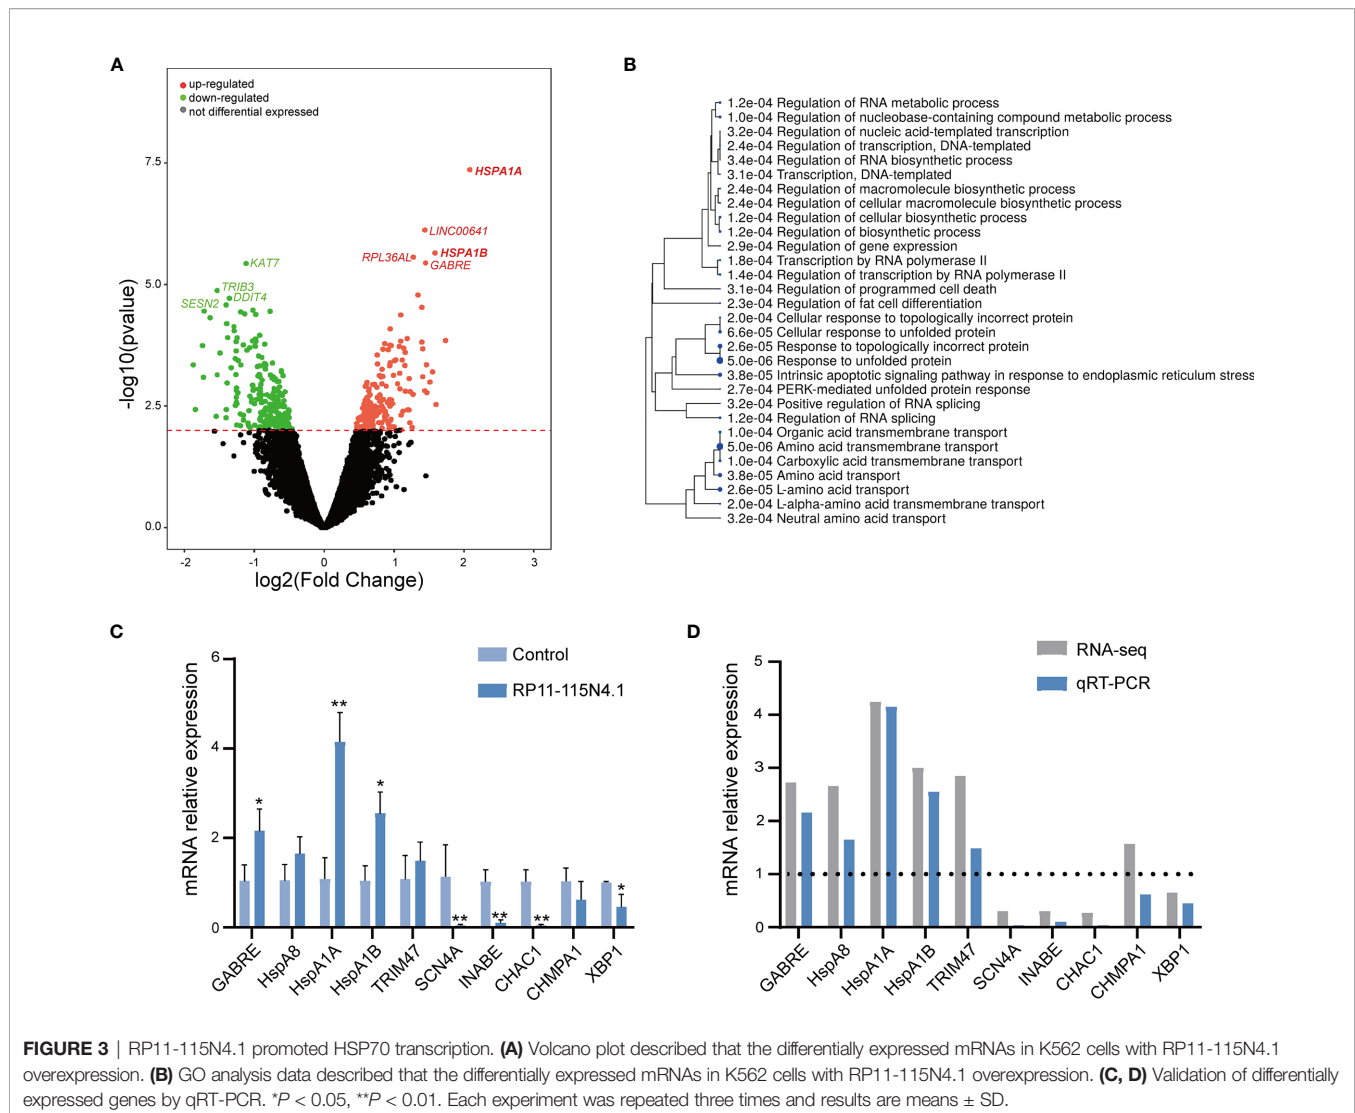 A
up-regulated
down-regulated
not differential expressed
7.5
5.0
2.5
0.0
-log10(pvalue)
HSPA1A
LINC00641
HSPA1B
RPL36AL
GABRE
KAT7
TRIB3
DDIT4
SESN2
-2
-1
0
1
2
3
log2(Fold Change)
B
1.2e-04 Regulation of RNA metabolic process
1.0e-04 Regulation of nucleobase-containing compound metabolic process
3.2e-04 Regulation of nucleic acid-templated transcription
2.4e-04 Regulation of transcription, DNA-templated
3.4e-04 Regulation of RNA biosynthetic process
3.1e-04 Transcription, DNA-templated
2.4e-04 Regulation of macromolecule biosynthetic process
2.4e-04 Regulation of cellular macromolecule biosynthetic process
1.2e-04 Regulation of cellular biosynthetic process
1.2e-04 Regulation of biosynthetic process
2.9e-04 Regulation of gene expression
1.8e-04 Transcription by RNA polymerase II
1.4e-04 Regulation of transcription by RNA polymerase II
3.1e-04 Regulation of programmed cell death
2.3e-04 Regulation of fat cell differentiation
2.0e-04 Cellular response to topologically incorrect protein
6.6e-05 Cellular response to unfolded protein
2.6e-05 Response to topologically incorrect protein
5.0e-06 Response to unfolded protein
3.8e-05 Intrinsic apoptotic signaling pathway in response to endoplasmic reticulum stress
2.7e-04 PERK-mediated unfolded protein response
3.2e-04 Positive regulation of RNA splicing
1.2e-04 Regulation of RNA splicing
1.0e-04 Organic acid transmembrane transport
5.0e-06 Amino acid transmembrane transport
1.0e-04 Carboxylic acid transmembrane transport
3.8e-05 Amino acid transport
2.6e-05 L-amino acid transport
2.0e-04 L-alpha-amino acid transmembrane transport
3.2e-04 Neutral amino acid transport
C
Control
RP11-115N4.1
mRNA relative expression
6
4
2
0
*
**
*
**
**
**
*
GABRE
HspA8
HspA1A
HspA1B
TRIM47
SCN4A
INABE
CHAC1
CHMPA1
XBP1
D
RNA-seq
qRT-PCR
mRNA relative expression
5
4
3
2
1
0
GABRE
HspA8
HspA1A
HspA1B
TRIM47
SCN4A
INABE
CHAC1
CHMPA1
XBP1
FIGURE 3 | RP11-115N4.1 promoted HSP70 transcription. (A) Volcano plot described that the differentially expressed mRNAs in K562 cells with RP11-115N4.1
overexpression. (B) GO analysis data described that the differentially expressed mRNAs in K562 cells with RP11-115N4.1 overexpression. (C, D) Validation of differentially
expressed genes by qRT-PCR. *P < 0.05, **P < 0.01. Each experiment was repeated three times and results are means ± SD.